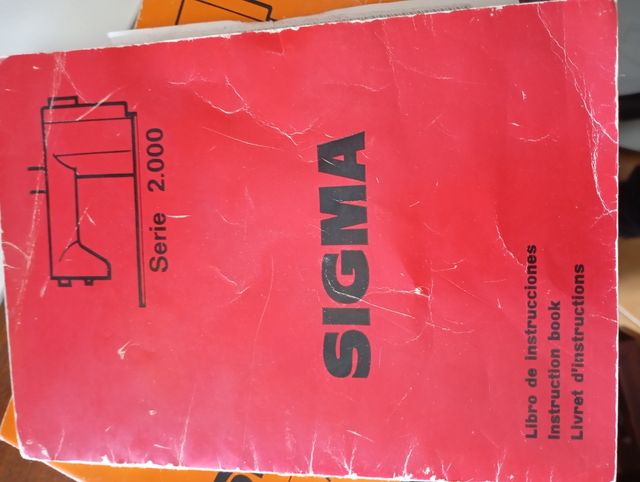 Serie 2.000
SIGMA
Libro de instrucciones
Instruction book
Livret d'instructions